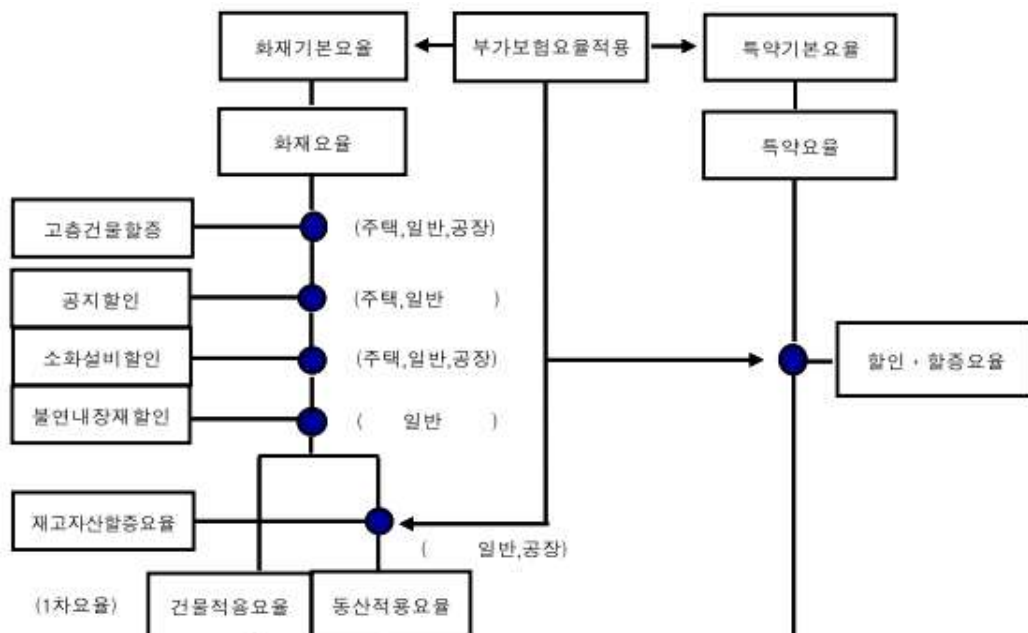 화재기본요율
부가보험요율적용
특약기본요율
화재요율
특약요율
고층건물할증
(주택,일반,공장)
공지할인
(주택,일반 )
소화설비할인
(주택,일반,공장)
할인·할증요율
불연내장재할인
( 일반 )
재고자산할증요율
( 일반,공장)
(1차요율)
건물적용요율
동산적용요율